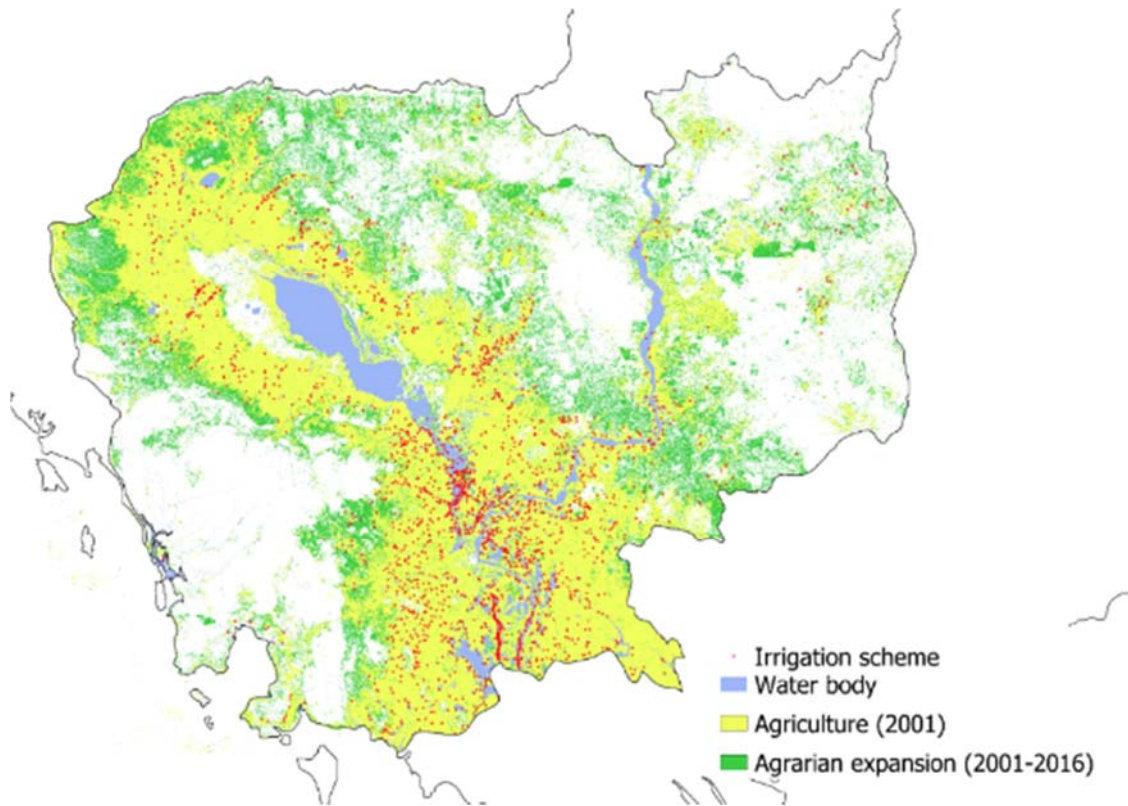 Irrigation scheme
Water body
Agriculture (2001)
Agrarian expansion (2001-2016)